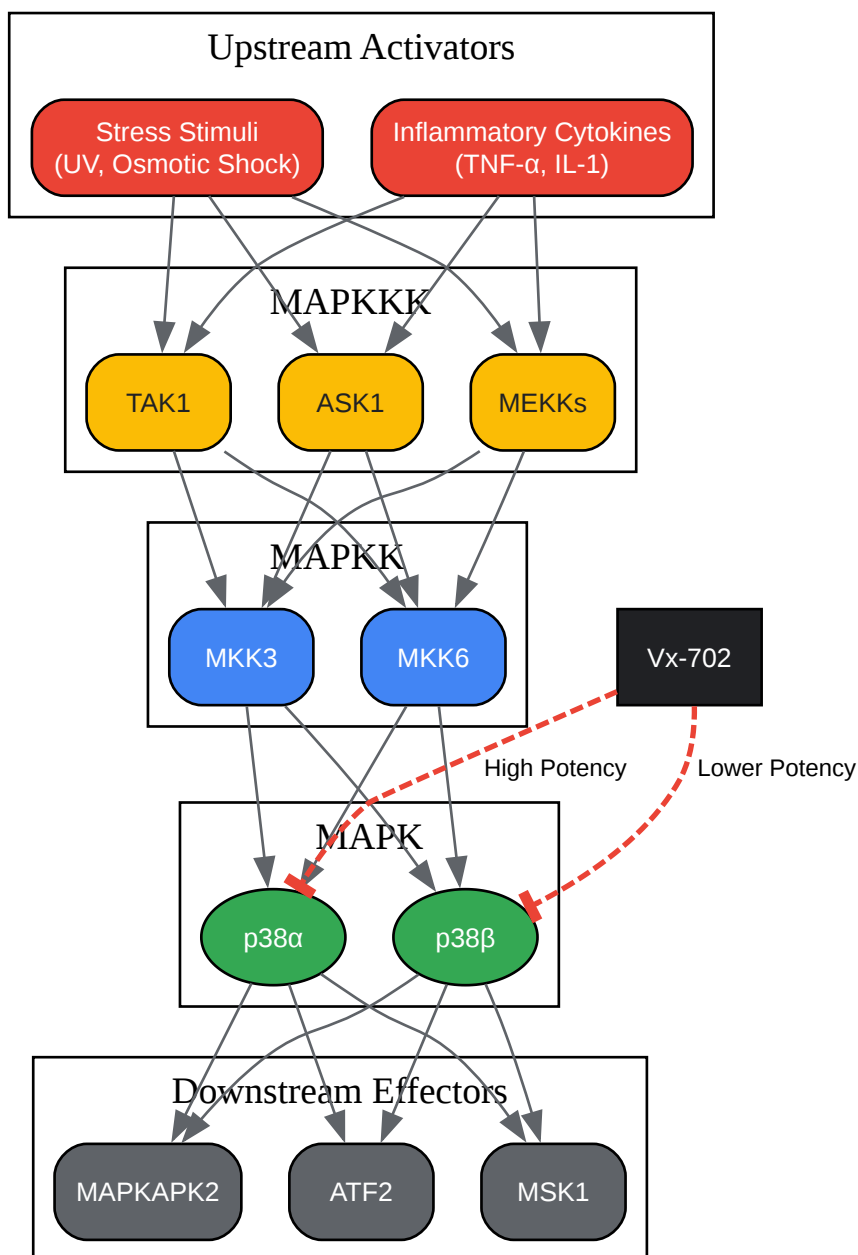 Upstream Activators
Stress Stimuli
(UV, Osmotic Shock)
Inflammatory Cytokines
(TNF-α, IL-1)
MAPKKK
TAK1
ASK1
MEKKs
MAPKK
MKK3
MKK6
Vx-702
High Potency
Lower Potency
MAPK
p38α
p38β
Downstream Effectors
MAPKAPK2
ATF2
MSK1